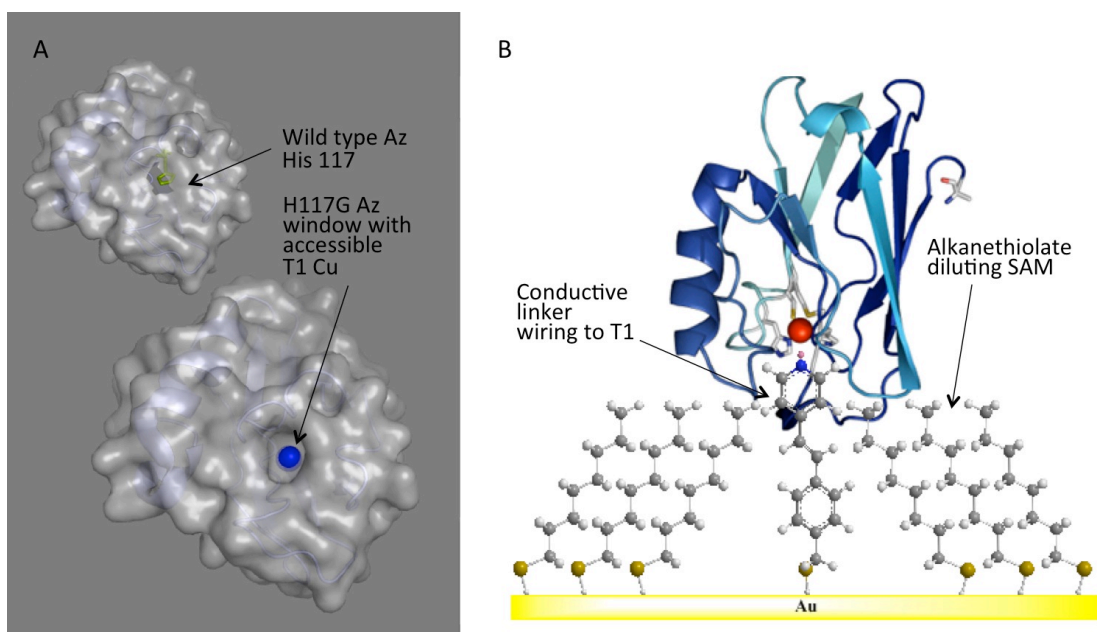 A
Wild type Az
His 117
H117G Az
window with
accessible
T1 Cu
B
Alkanethiolate
diluting SAM
Conductive
linker
wiring to T1
Au